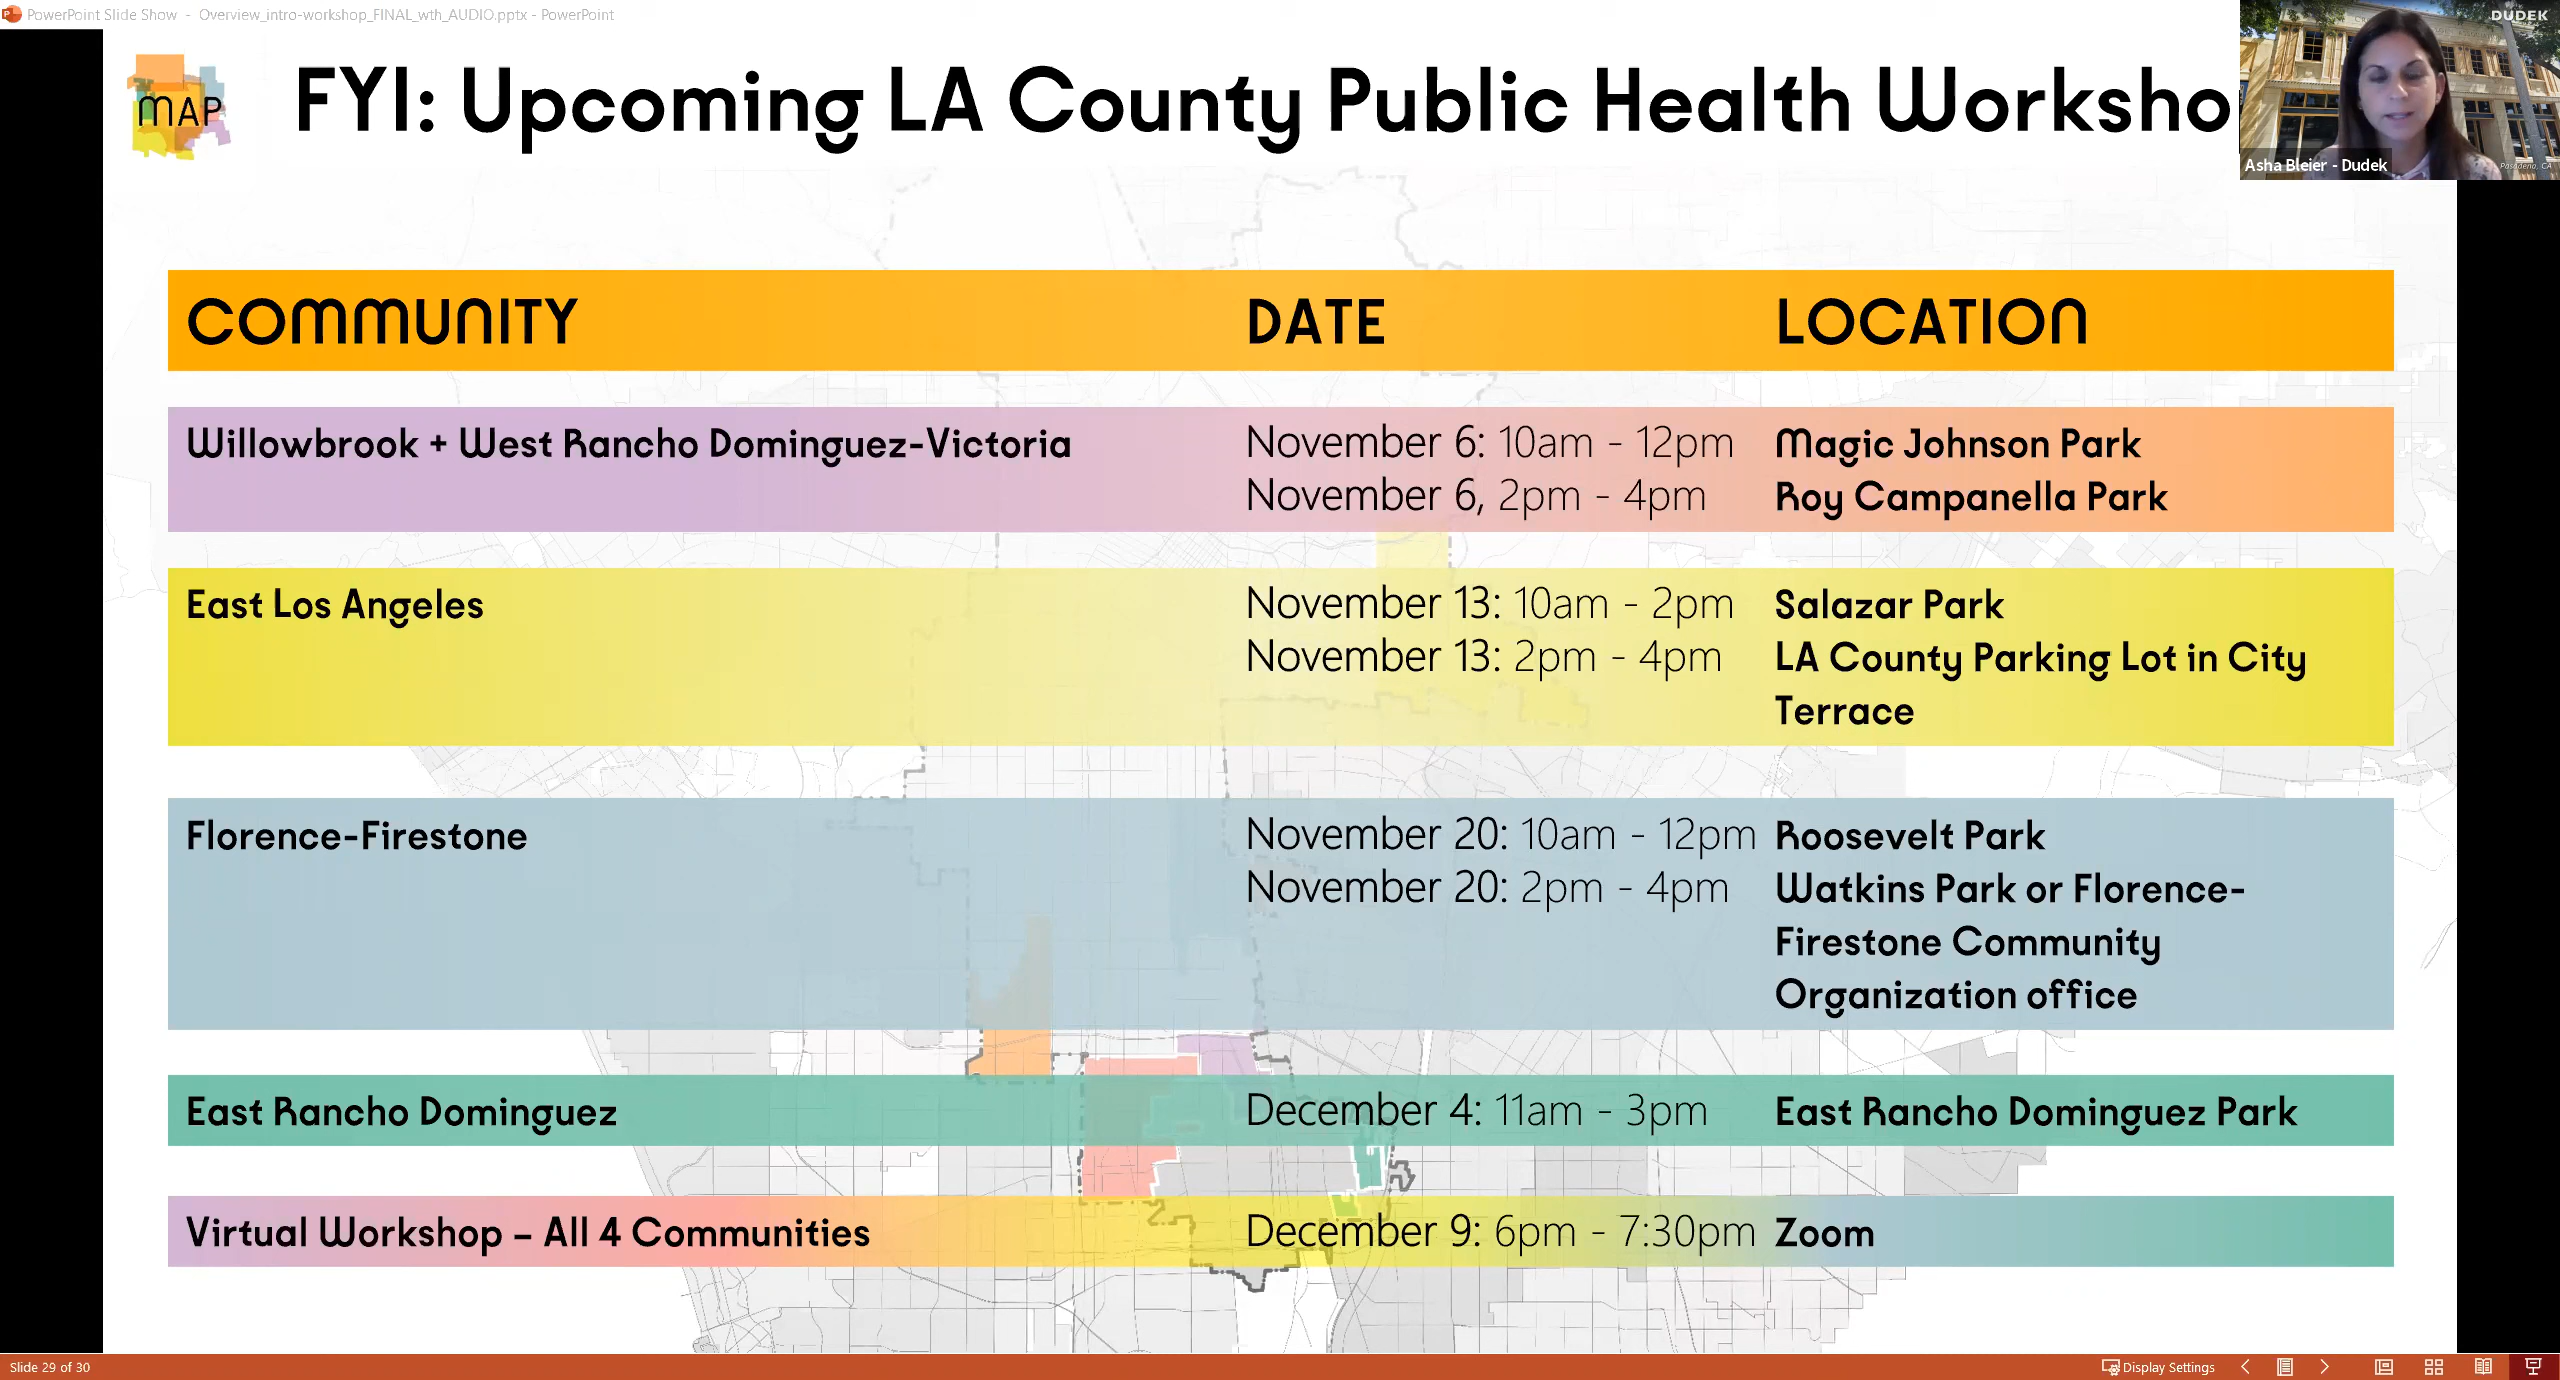 PowerPoint Slide Show - Overview_intro-workshop_FINAL_wth_AUDIO.pptx - PowerPoint
DUDEK
MAP
FYI: Upcoming LA County Public Health Worksho
Asha Bleier - Dudek
Pasadena, CA
COMMUNITY DATE LOCATION
Willowbrook + West Rancho Dominguez-Victoria
November 6: 10am - 12pm Magic Johnson Park
November 6, 2pm - 4pm Roy Campanella Park
East Los Angeles
November 13: 10am - 2pm Salazar Park
November 13: 2pm - 4pm LA County Parking Lot in City
Terrace
Florence-Firestone
November 20: 10am - 12pm Roosevelt Park
November 20: 2pm - 4pm Watkins Park or Florence-
Firestone Community
Organization office
East Rancho Dominguez December 4: 11am - 3pm East Rancho Dominguez Park
Virtual Workshop – All 4 Communities December 9: 6pm - 7:30pm Zoom
Slide 29 of 30
Display Settings